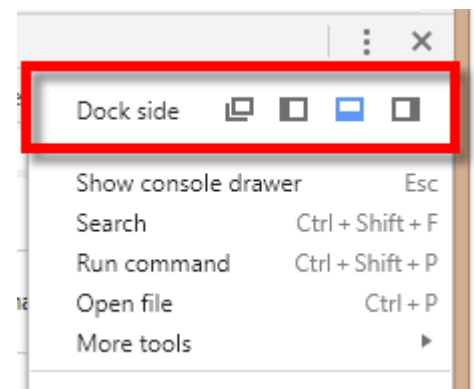 Dock side
Show console drawer Esc
Search Ctrl + Shift + F
Run command Ctrl + Shift + P
Open file Ctrl + P
More tools